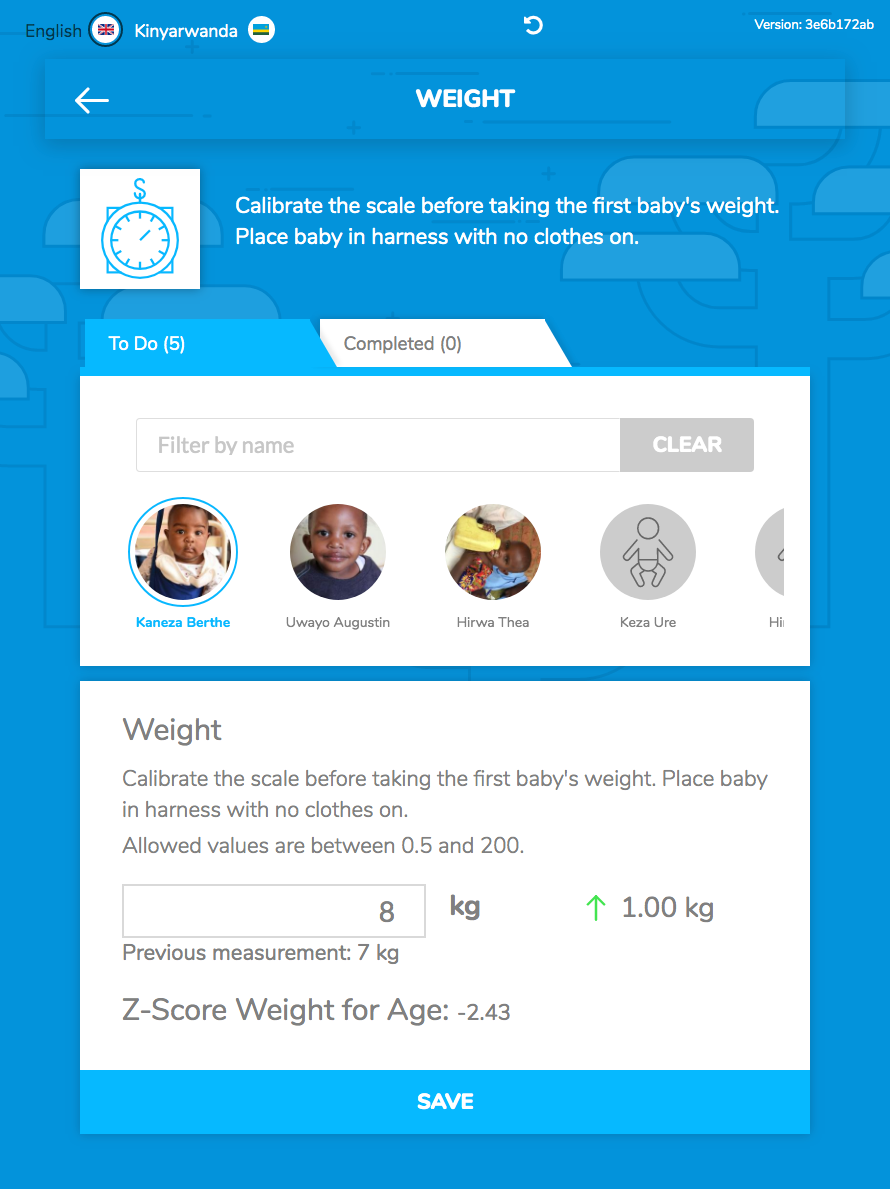 English Kinyarwanda Version: 3e6b172ab
WEIGHT
Calibrate the scale before taking the first baby's weight.
Place baby in harness with no clothes on.
To Do (5) Completed (0)
Filter by name CLEAR
Kaneza Berthe Uwayo Augustin Hirwa Thea Keza Ure
Weight
Calibrate the scale before taking the first baby's weight. Place baby
in harness with no clothes on.
Allowed values are between 0.5 and 200.
8 kg 1.00 kg
Previous measurement: 7 kg
Z-Score Weight for Age: -2.43
SAVE